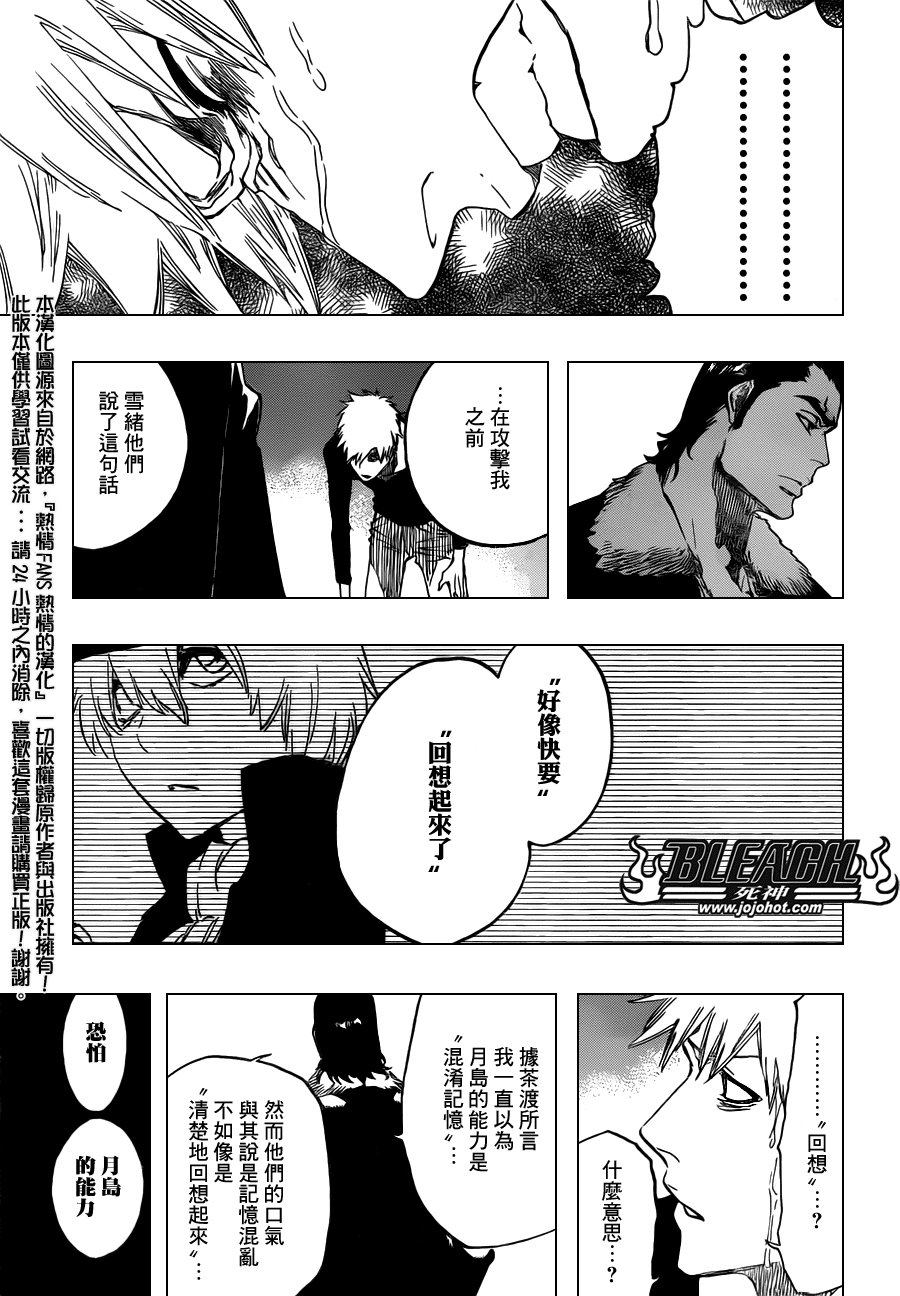 ………………
………………
…在攻擊我
之前
雪緒他們
說了這句話
〝好像快要〞
〝回想起來了〞
BLEACH
死神
www.jojohot.com
………〝回想〞…?
什麼意思…?
據茶渡所言
我一直以為
月島的能力是
〝混淆記憶〞…
然而他們的口氣
與其說是記憶混亂
不如像是
〝清楚地回想起來〞…
恐怕
月島
的能力
本漢化圖源來自於網路，『熱情FANS熱情的漢化』一切版權歸原作者與出版社擁有！
此版本僅供學習試看交流… 請24小時之內消除，喜歡這套漫畫請購買正版！謝謝。